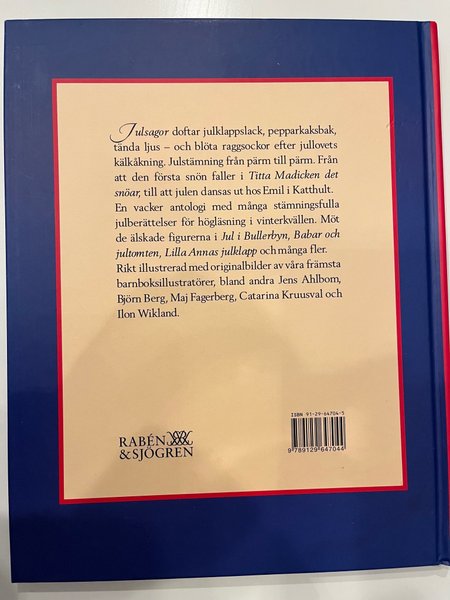 Julsagor doftar julklappslack, pepparkaksbak,
tända ljus – och blöta raggsockor efter jullovets
kälkåkning. Julstämning från pärm till pärm. Från
att den första snön faller i Titta Madicken det
snöar, till att julen dansas ut hos Emil i Katthult.
En vacker antologi med många stämningsfulla
julberättelser för högläsning i vinterkvällen. Möt
de älskade figurerna i Jul i Bullerbyn, Babar och
jultomten, Lilla Annas julklapp och många fler.
Rikt illustrerad med originalbilder av våra främsta
barnboksillustratörer, bland andra Jens Ahlbom,
Björn Berg, Maj Fagerberg, Catarina Kruusval och
Ilon Wikland.
ISBN 91-29-64704-5
9 789129 647044
RABÉN
& SJÖGREN